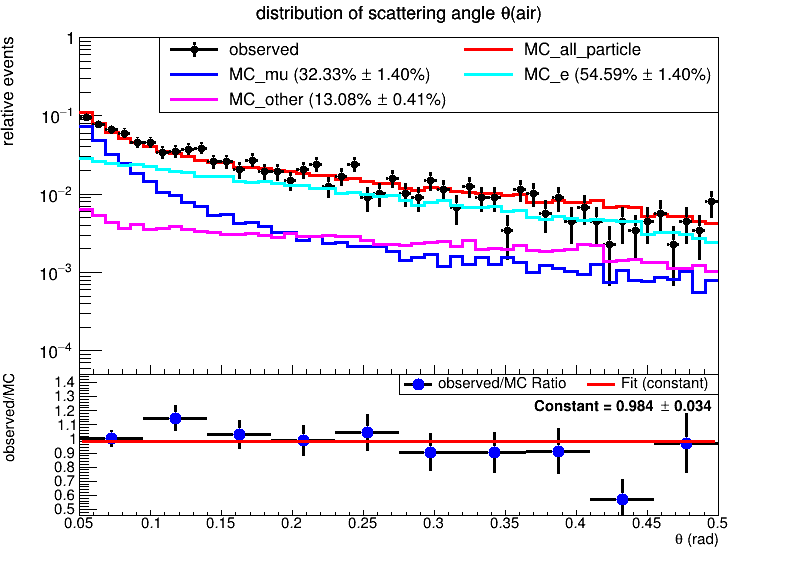 distribution of scattering angle θ(air)
relative events
observed
MC_all_particle
MC_mu (32.33% ± 1.40%)
MC_e (54.59% ± 1.40%)
MC_other (13.08% ± 0.41%)
1
10⁻¹
10⁻²
10⁻³
10⁻⁴
observed/MC
observed/MC Ratio
Fit (constant)
Constant = 0.984 ± 0.034
1.4
1.3
1.2
1.1
1
0.9
0.8
0.7
0.6
0.5
0.05 0.1 0.15 0.2 0.25 0.3 0.35 0.4 0.45 0.5
θ (rad)